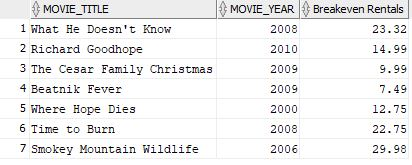 MOVIE_TITLE MOVIE_YEAR Breakeven Rentals
1 What He Doesn't Know 2008 23.32
2 Richard Goodhope 2010 14.99
3 The Cesar Family Christmas 2009 9.99
4 Beatnik Fever 2009 7.49
5 Where Hope Dies 2000 12.75
6 Time to Burn 2008 22.75
7 Smokey Mountain Wildlife 2006 29.98